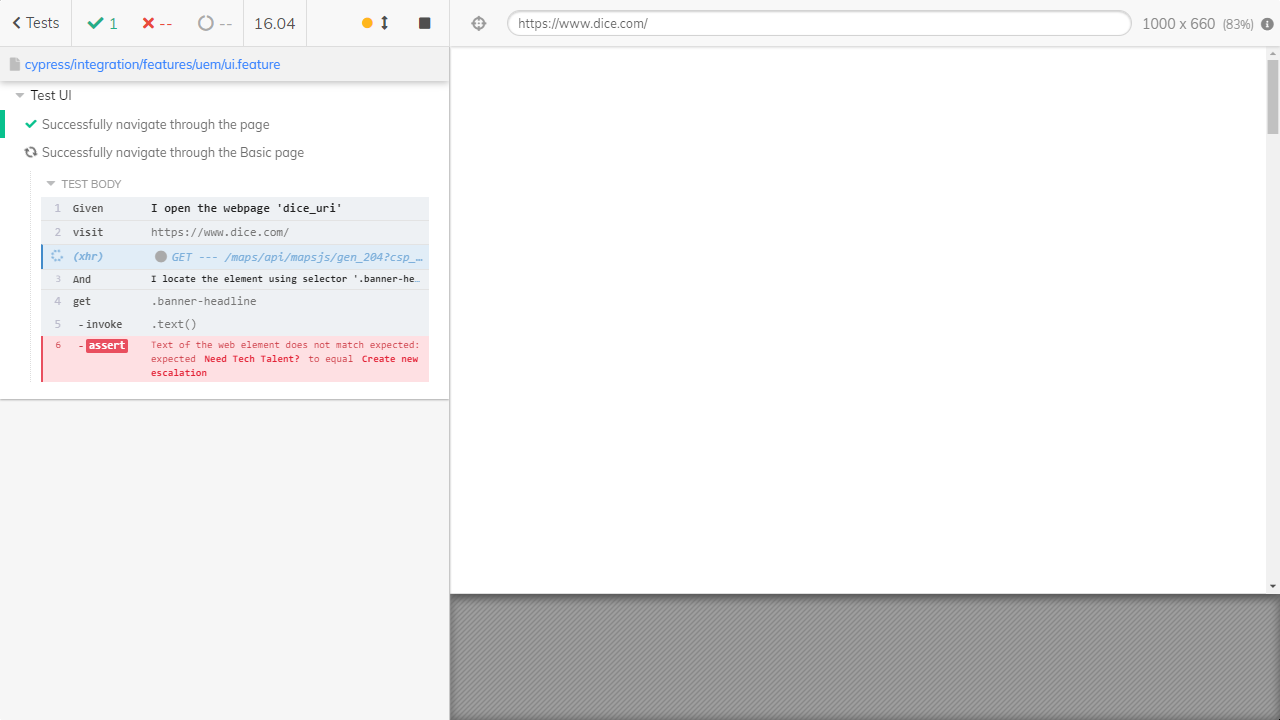 Tests 1 -- -- 16.04 https://www.dice.com/ 1000 x 660 (83%)
cypress/integration/features/uem/ui.feature
Test UI
Successfully navigate through the page
Successfully navigate through the Basic page
TEST BODY
1 Given I open the webpage 'dice_uri'
2 visit https://www.dice.com/
(xhr) GET --- /maps/api/mapsjs/gen_204?csp_…
3 And I locate the element using selector '.banner-he…
4 get .banner-headline
5 -invoke .text()
6 -assert Text of the web element does not match expected:
expected Need Tech Talent? to equal Create new
escalation